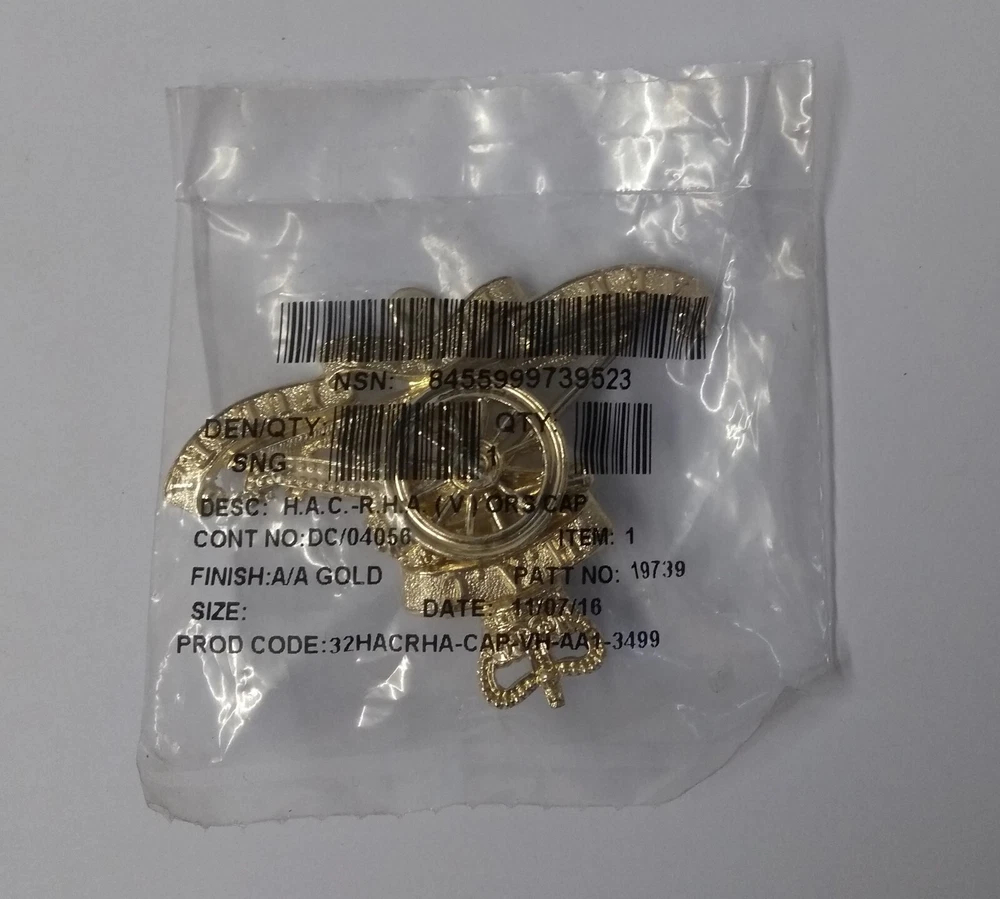 NSN: 8455999739523
DEN/QTY: QTY:
SNG 1
DESC: H.A.C.-R.H.A. ( V ) ORS CAP
CONT NO:DC/04056 ITEM: 1
FINISH:A/A GOLD PATT NO: 19739
SIZE: DATE: 11/07/16
PROD CODE:32HACRHA-CAP-VH-AA1-3499